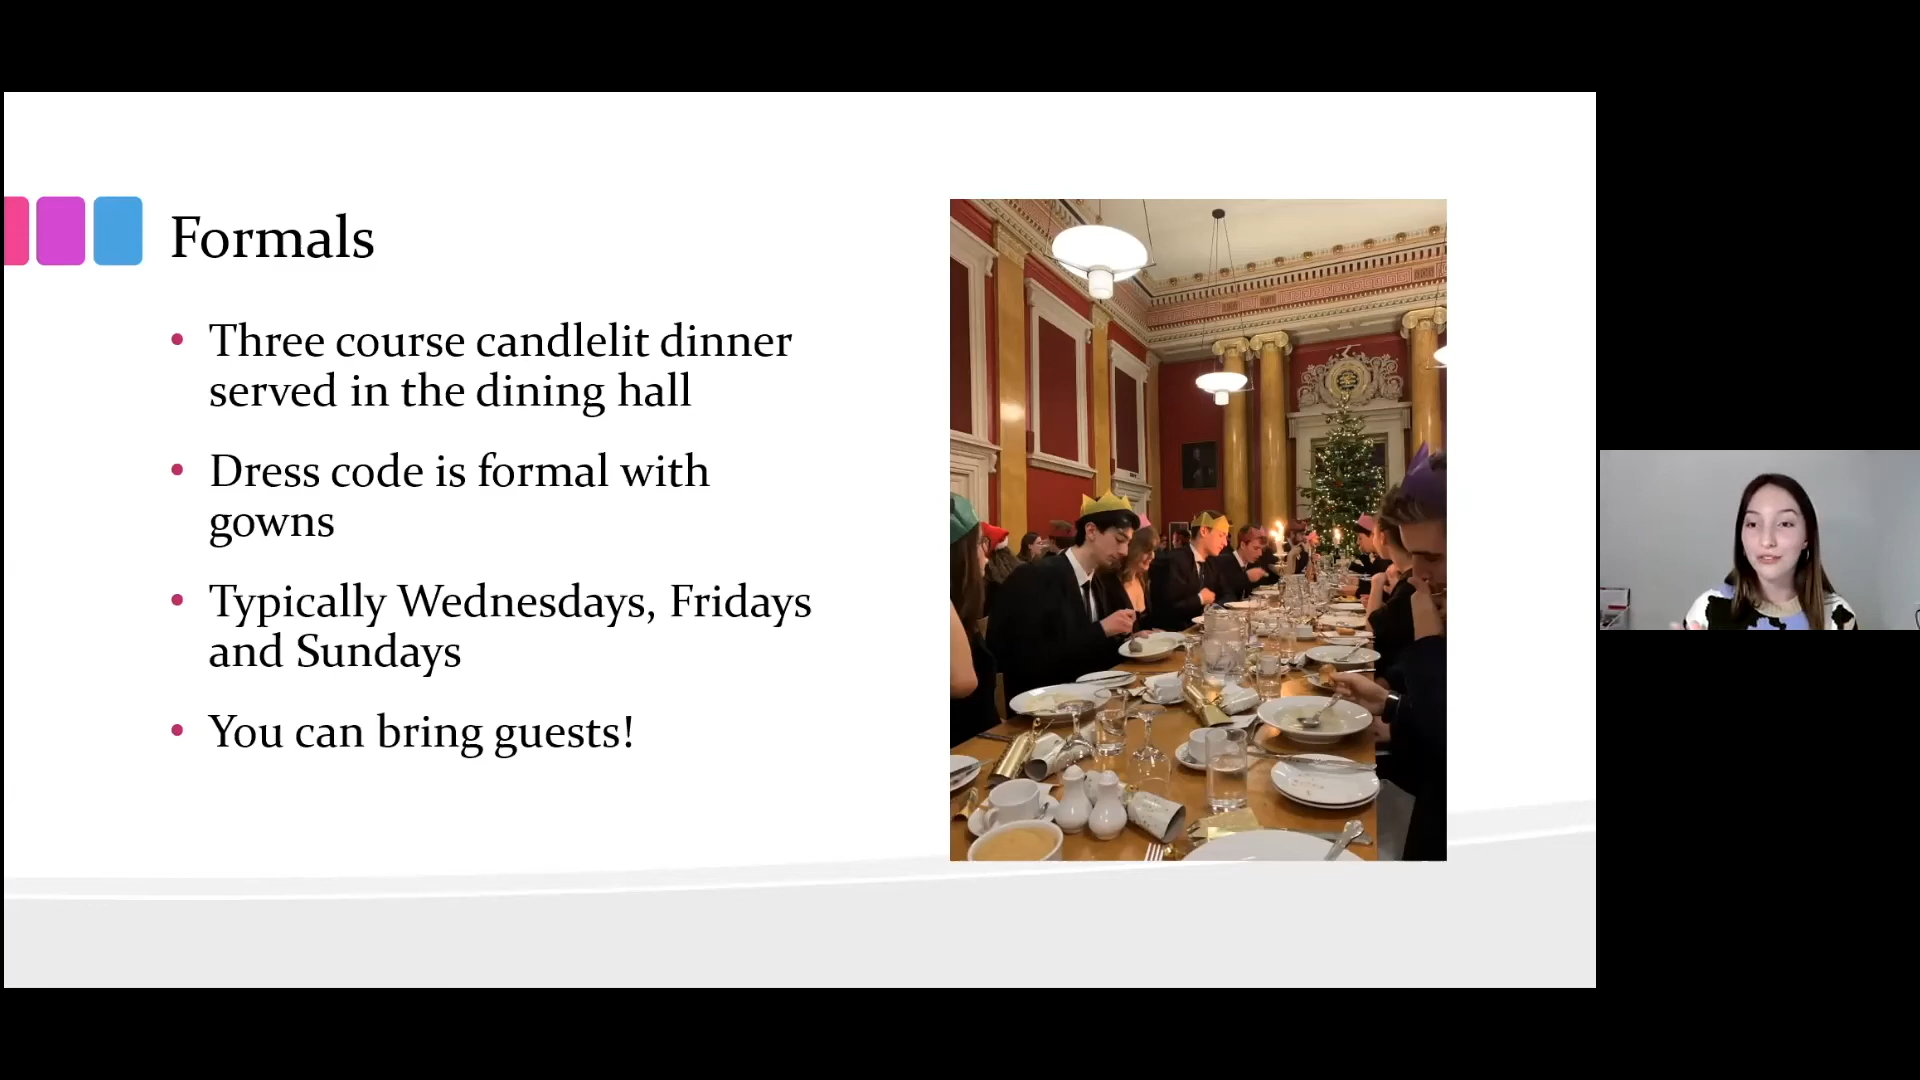 Formals
• Three course candlelit dinner
served in the dining hall
• Dress code is formal with
gowns
• Typically Wednesdays, Fridays
and Sundays
• You can bring guests!